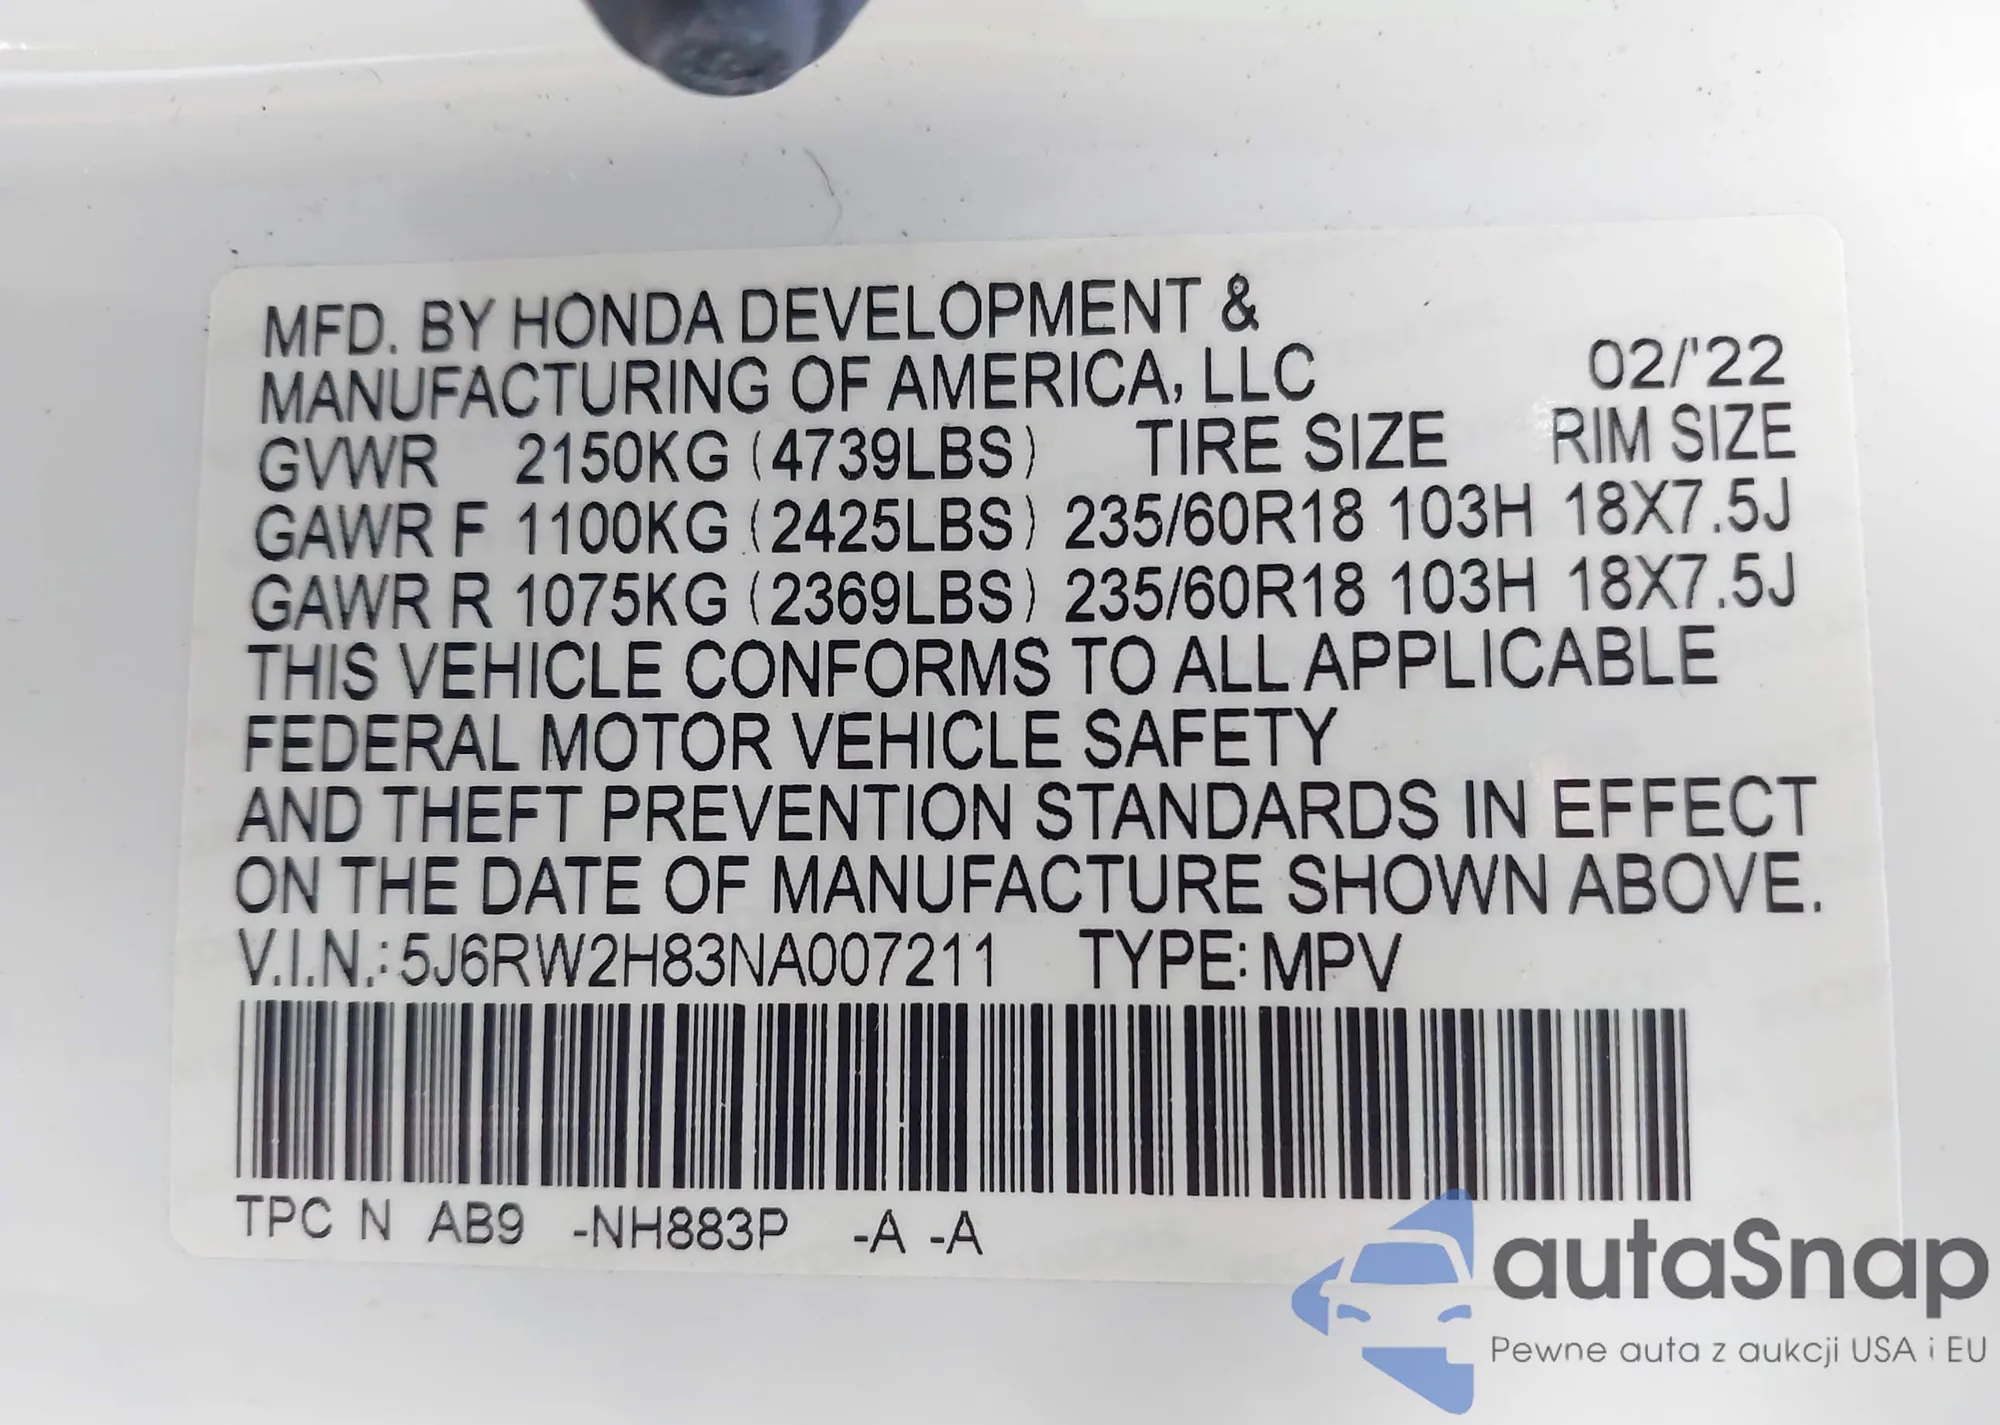 MFD. BY HONDA DEVELOPMENT &
MANUFACTURING OF AMERICA, LLC 02/'22
GVWR 2150KG (4739LBS) TIRE SIZE RIM SIZE
GAWR F 1100KG (2425LBS) 235/60R18 103H 18X7.5J
GAWR R 1075KG (2369LBS) 235/60R18 103H 18X7.5J
THIS VEHICLE CONFORMS TO ALL APPLICABLE
FEDERAL MOTOR VEHICLE SAFETY
AND THEFT PREVENTION STANDARDS IN EFFECT
ON THE DATE OF MANUFACTURE SHOWN ABOVE.
V.I.N.: 5J6RW2H83NA007211 TYPE: MPV
TPC N AB9 -NH883P -A -A
autaSnap
Pewne auta z aukcji USA i EU